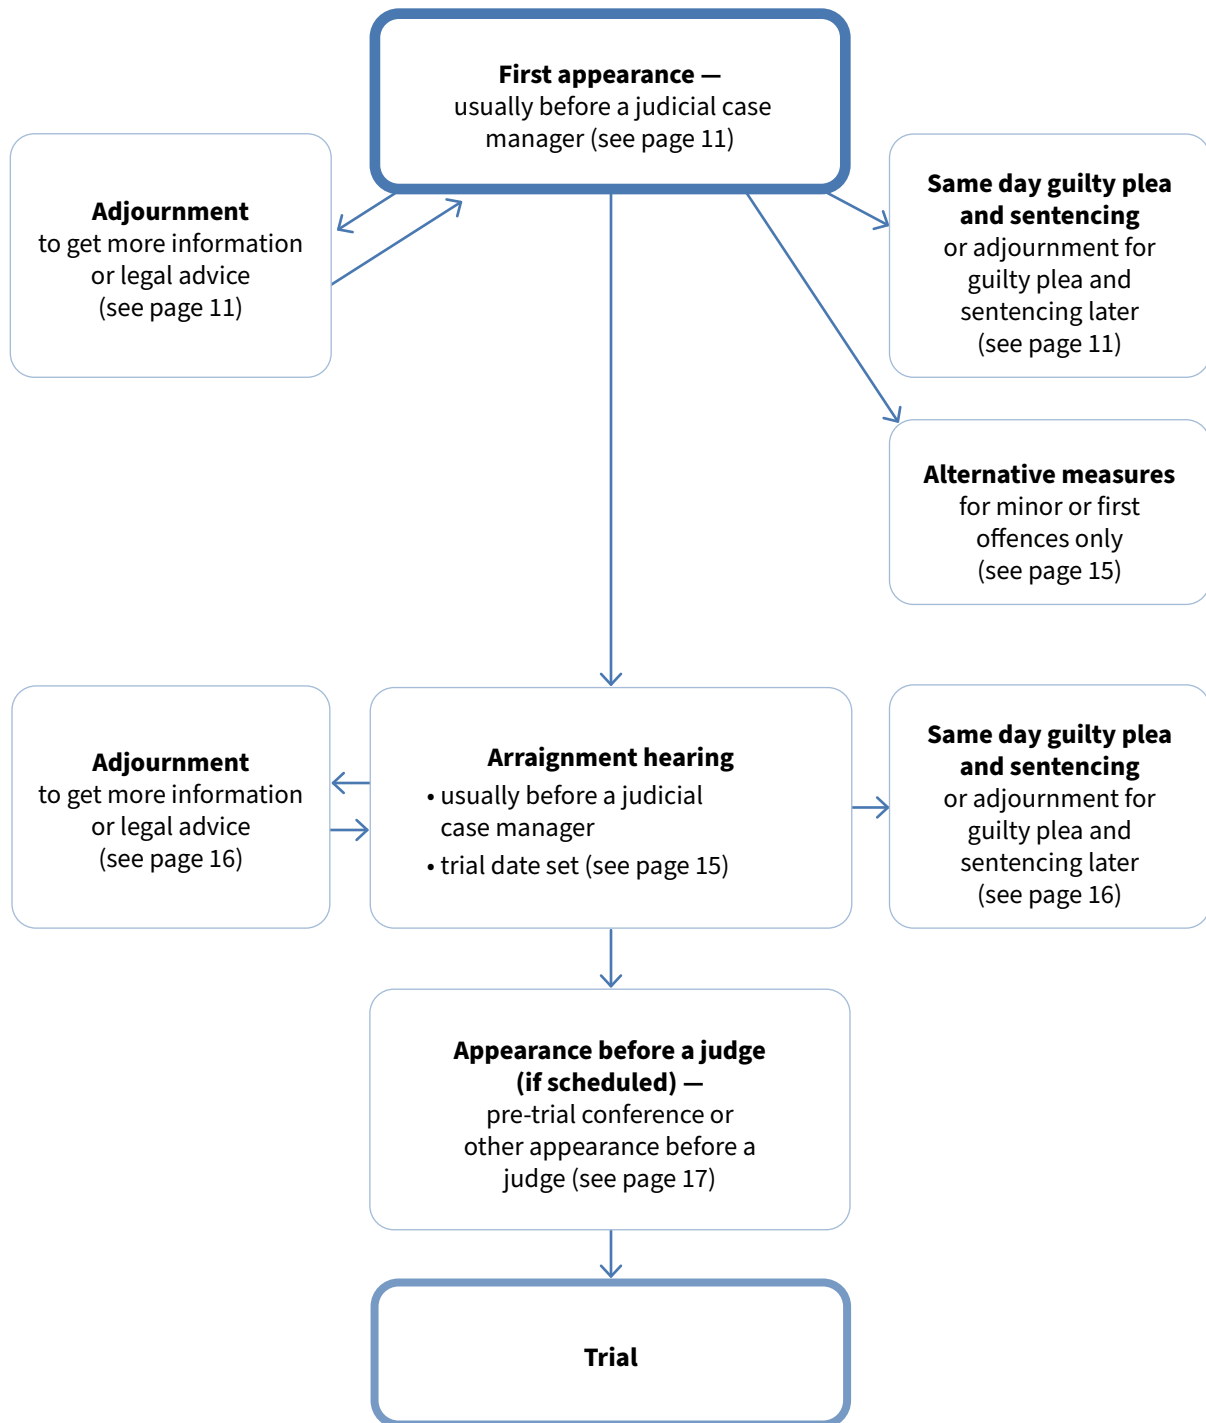 First appearance —
usually before a judicial case
manager (see page 11)
Adjournment
to get more information
or legal advice
(see page 11)
Same day guilty plea
and sentencing
or adjournment for
guilty plea and
sentencing later
(see page 11)
Alternative measures
for minor or first
offences only
(see page 15)
Adjournment
to get more information
or legal advice
(see page 16)
Arraignment hearing
• usually before a judicial
case manager
• trial date set (see page 15)
Same day guilty plea
and sentencing
or adjournment for
guilty plea and
sentencing later
(see page 16)
Appearance before a judge
(if scheduled) —
pre-trial conference or
other appearance before a
judge (see page 17)
Trial